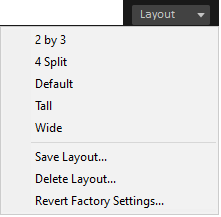 Layout
2 by 3
4 Split
Default
Tall
Wide
Save Layout...
Delete Layout...
Revert Factory Settings...